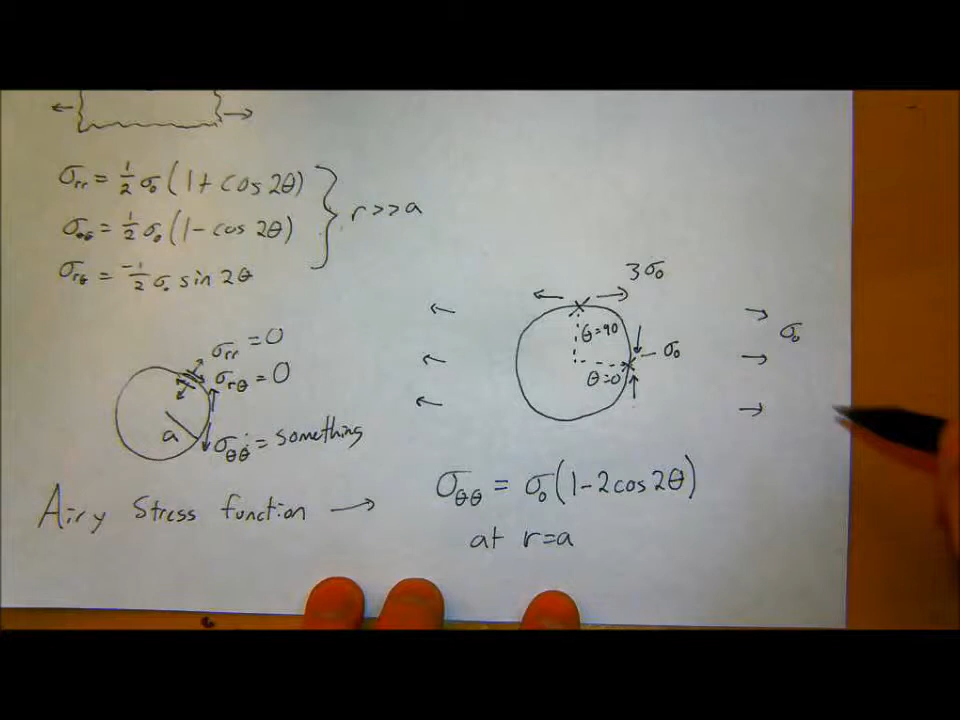 σrr = 1/2 σ₀ (1 + cos 2θ)
σθθ = 1/2 σ₀ (1 - cos 2θ)
σrθ = -1/2 σ₀ sin 2θ
r >> a
σrr = 0
σrθ = 0
a
σθθ = something
3σ₀
θ=90
θ=0
-σ₀
σ₀
Airy Stress function →
σθθ = σ₀ (1 - 2cos 2θ)
at r=a